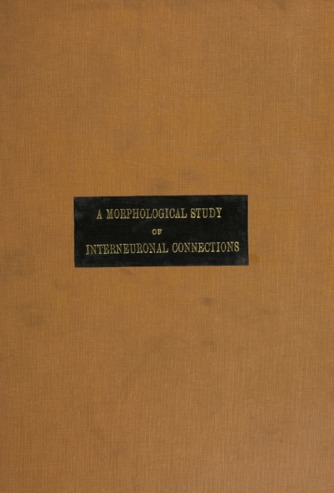 A MORPHOLOGICAL STUDY
OF
INTERNEURONAL CONNECTIONS